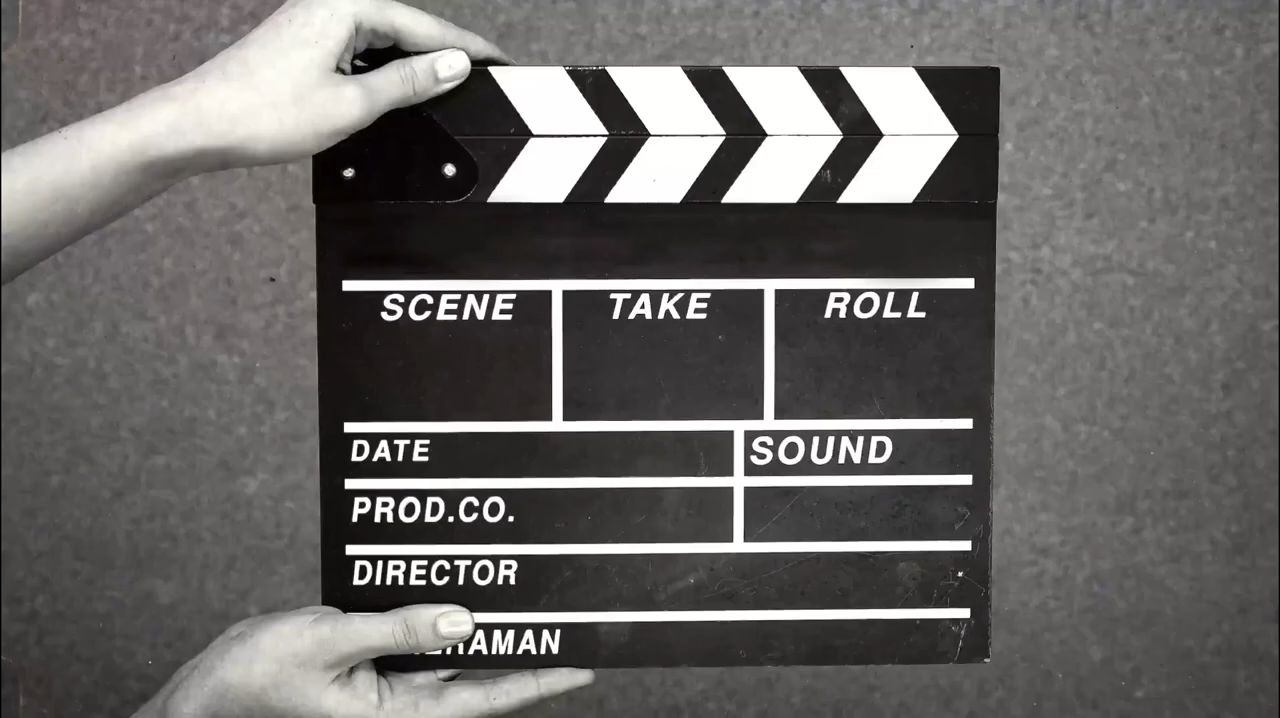 SCENE TAKE ROLL
DATE SOUND
PROD.CO.
DIRECTOR